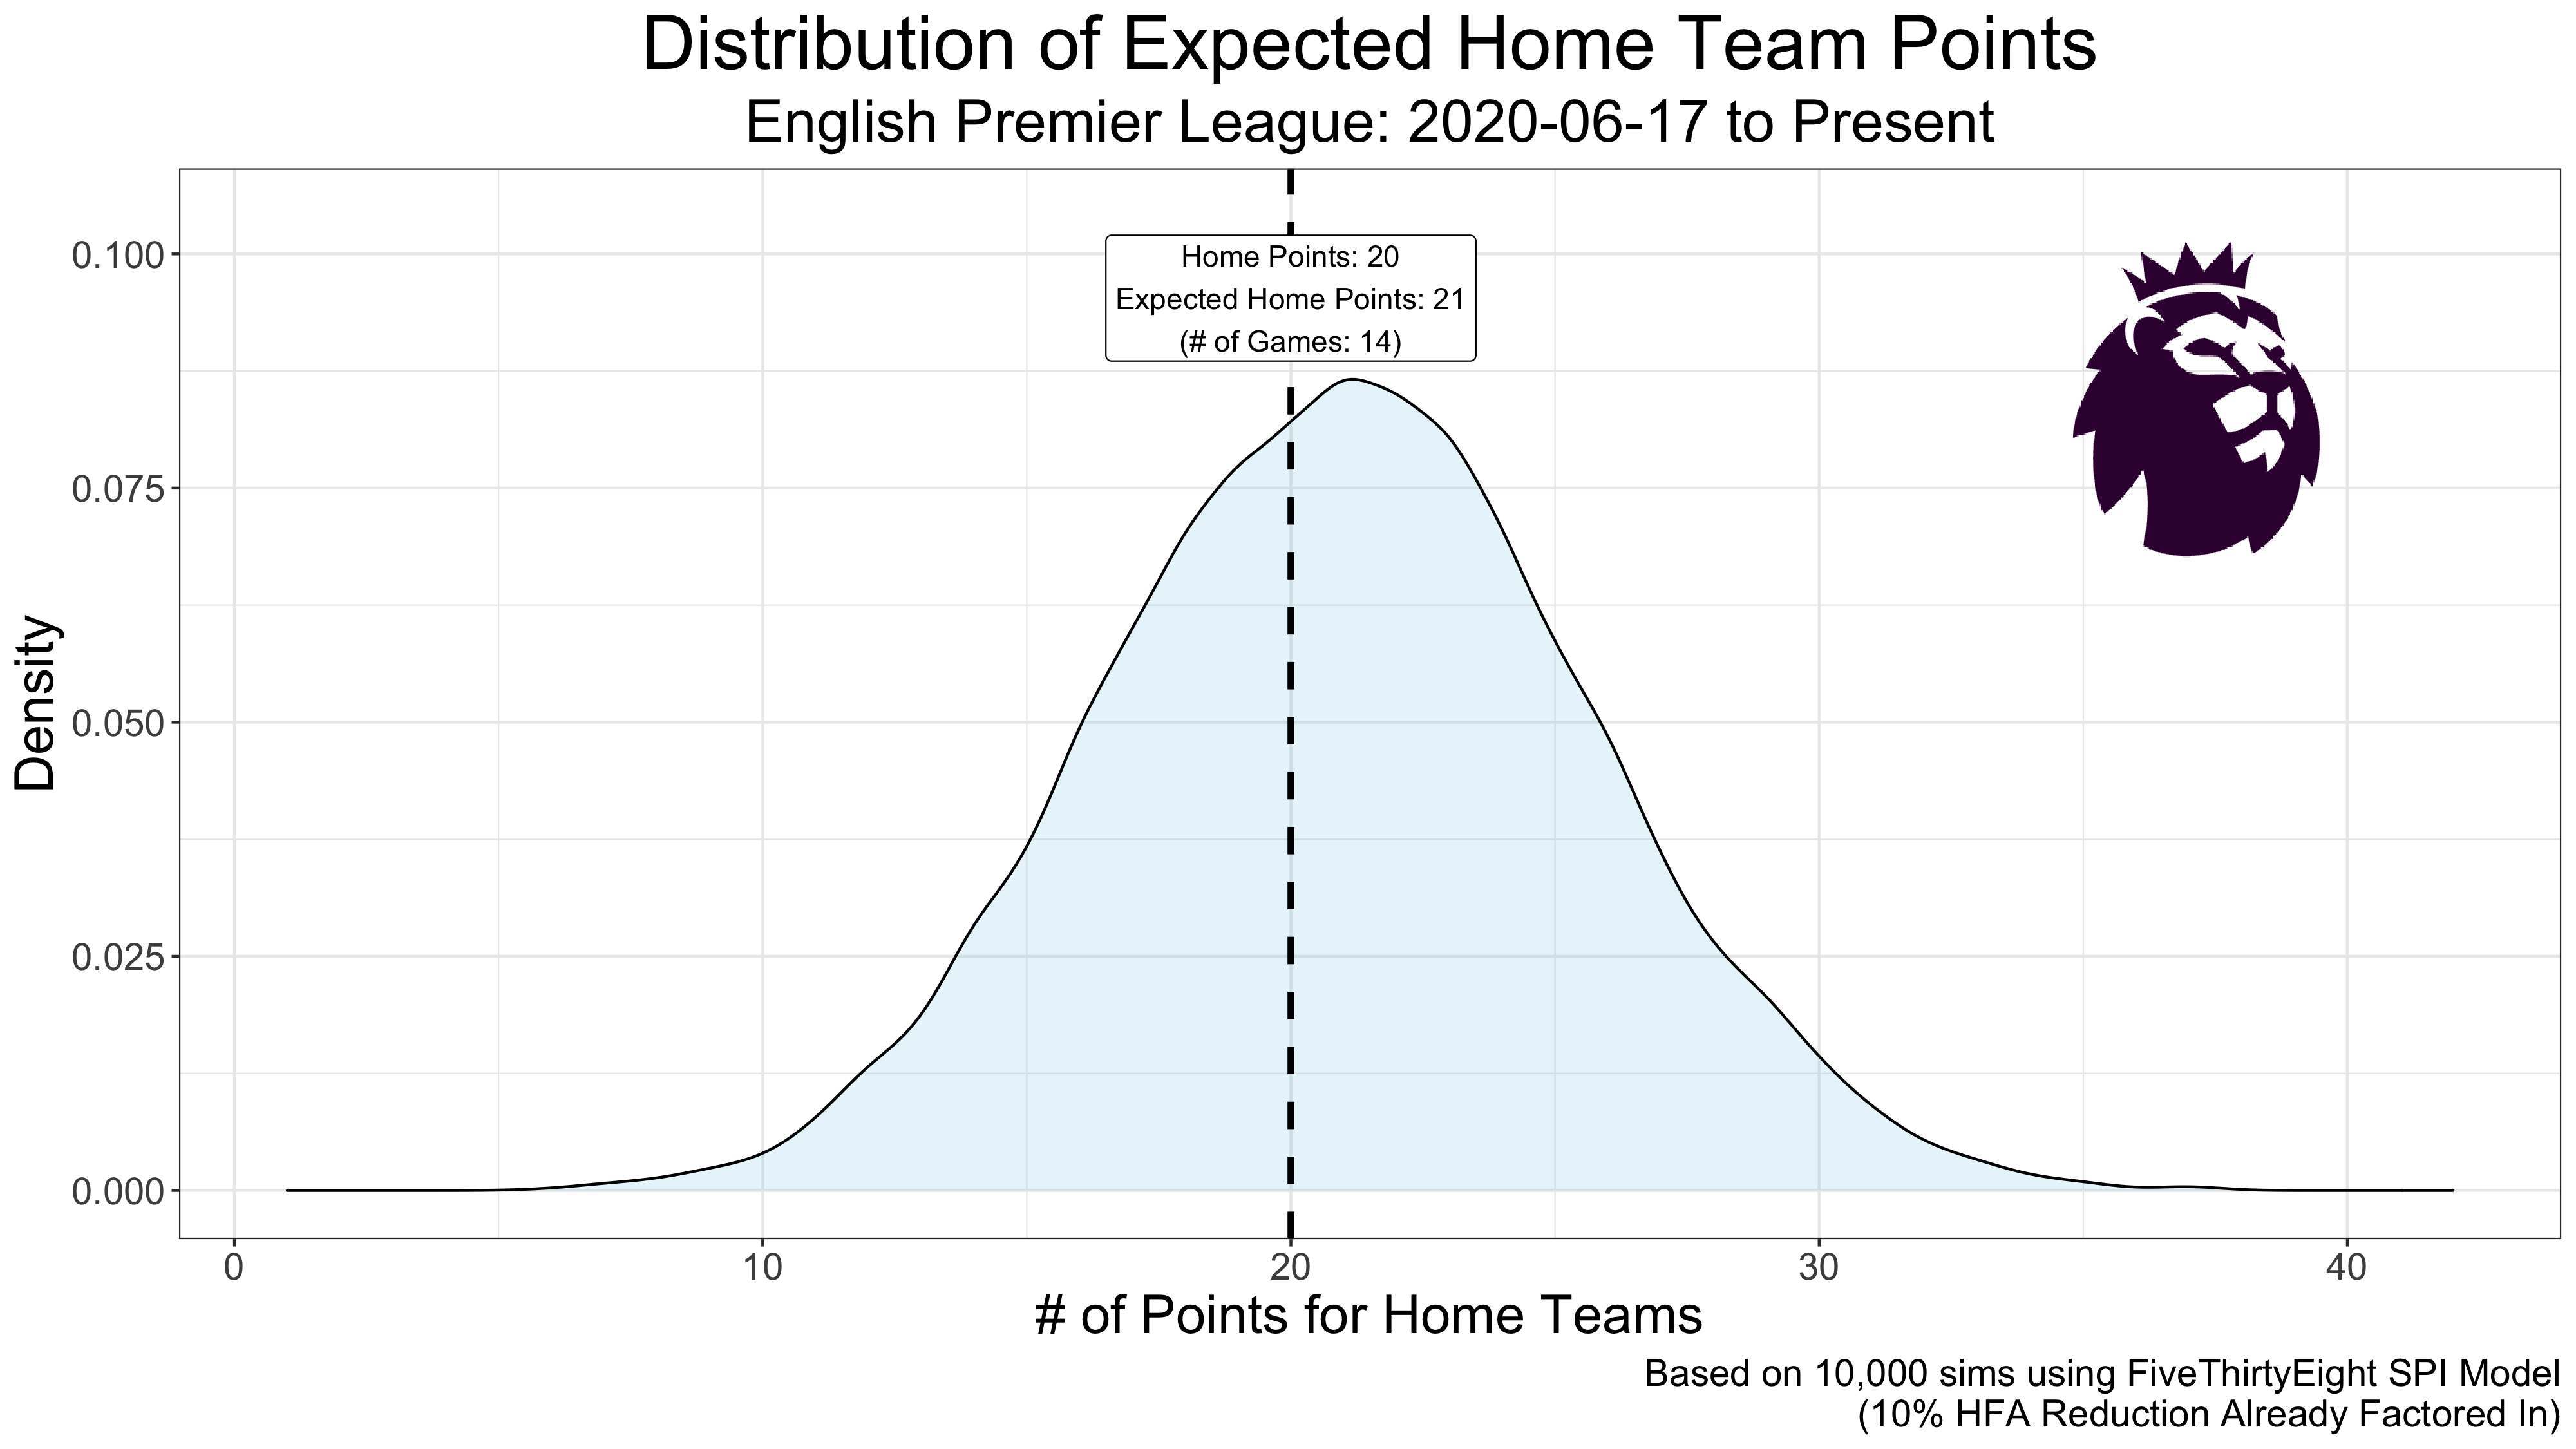 Distribution of Expected Home Team Points
English Premier League: 2020-06-17 to Present
Home Points: 20
Expected Home Points: 21
(# of Games: 14)
0.100
0.075
0.050
0.025
0.000
Density
0 10 20 30 40
# of Points for Home Teams
Based on 10,000 sims using FiveThirtyEight SPI Model
(10% HFA Reduction Already Factored In)